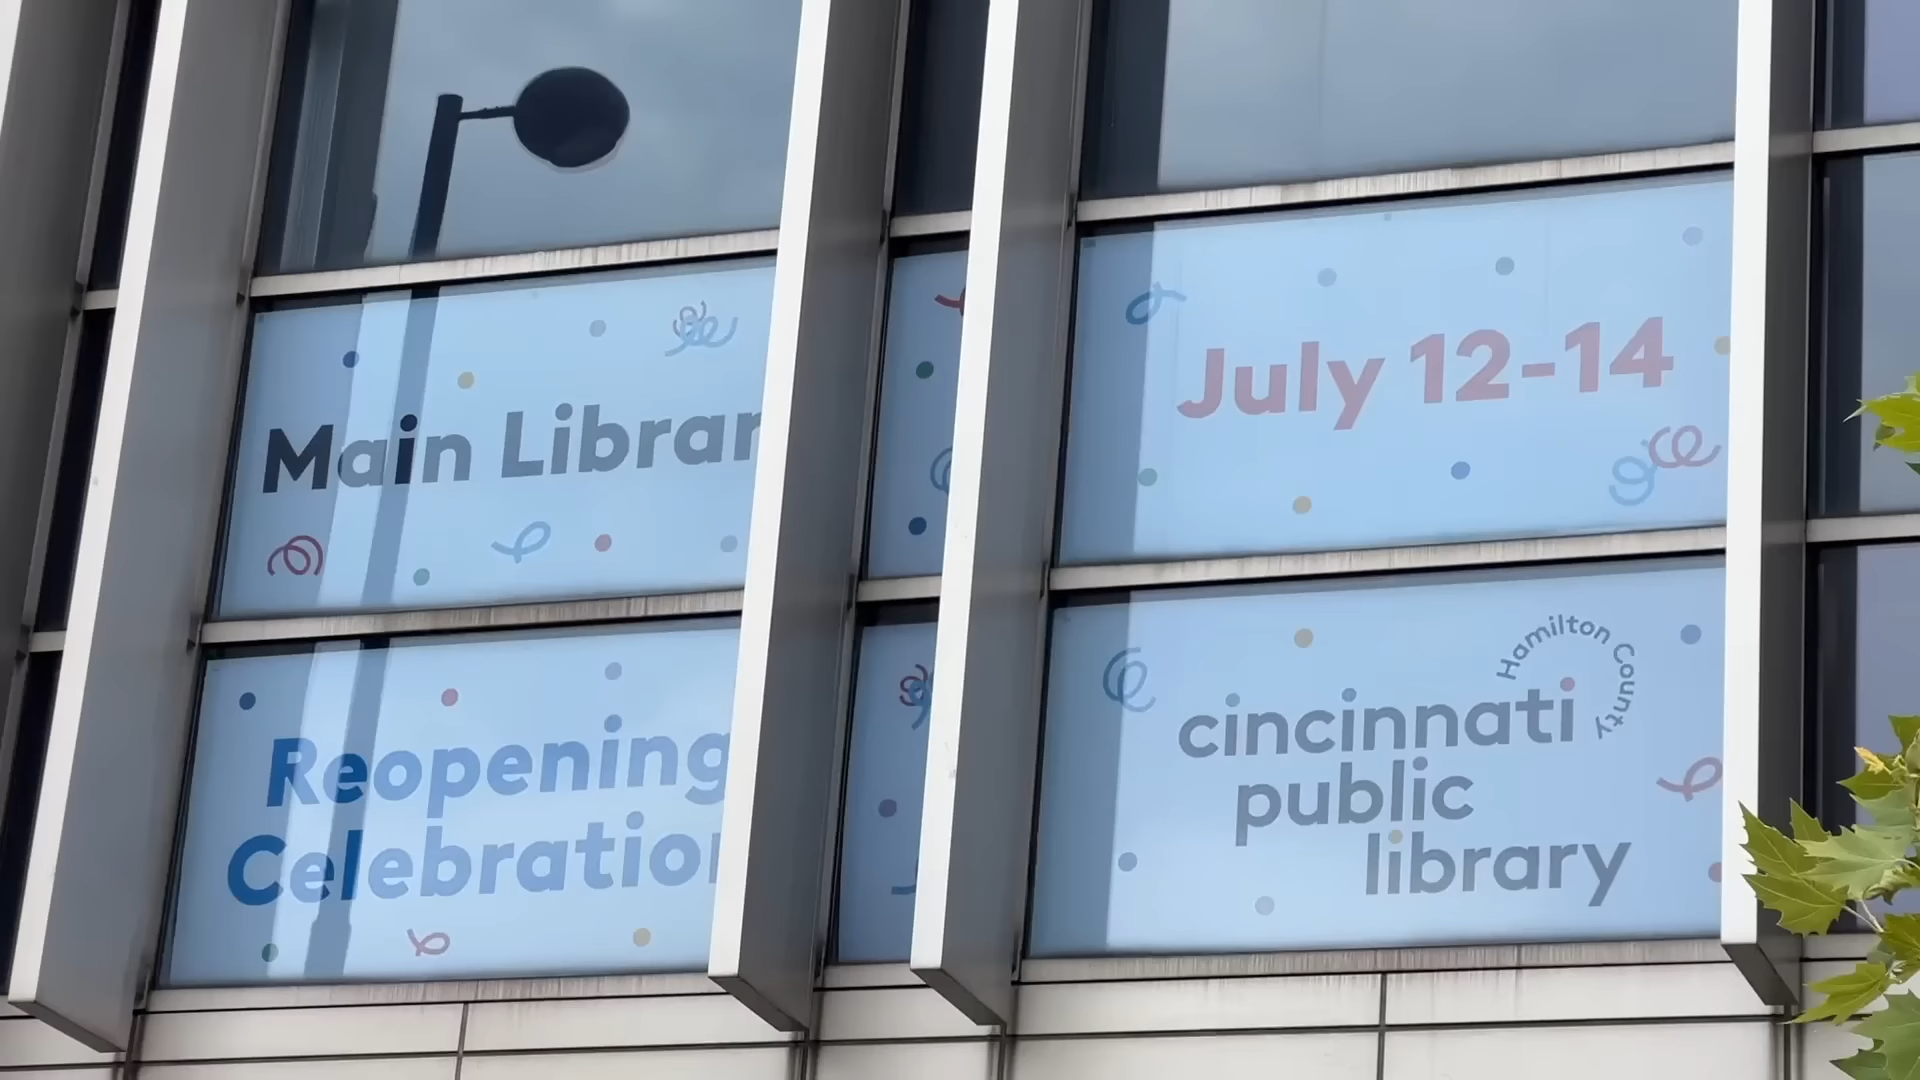 Main Librar
Reopening
Celebratio
July 12-14
Hamilton County
cincinnati
public
library